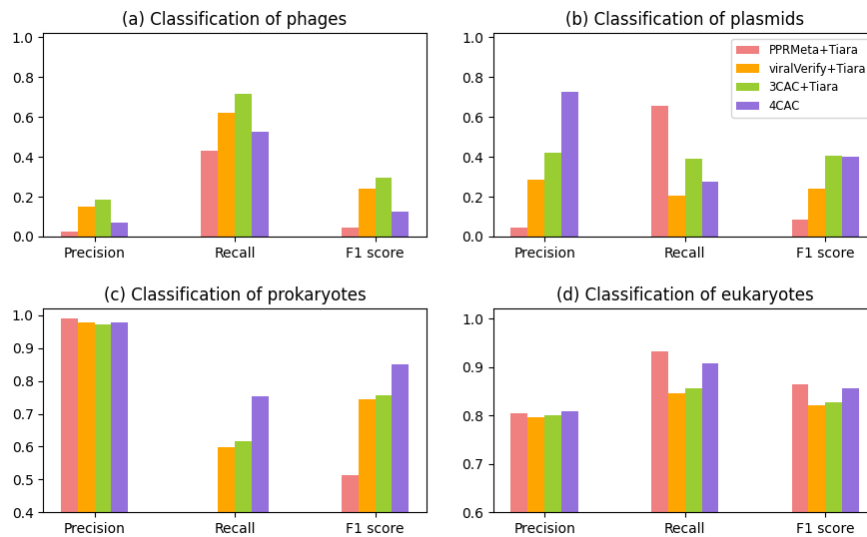 (a) Classification of phages
1.0
0.8
0.6
0.4
0.2
0.0
Precision
Recall
F1 score
(b) Classification of plasmids
PPRMeta+Tiara
viralVerify+Tiara
3CAC+Tiara
4CAC
1.0
0.8
0.6
0.4
0.2
0.0
Precision
Recall
F1 score
(c) Classification of prokaryotes
1.0
0.9
0.8
0.7
0.6
0.5
0.4
Precision
Recall
F1 score
(d) Classification of eukaryotes
1.0
0.9
0.8
0.7
0.6
Precision
Recall
F1 score